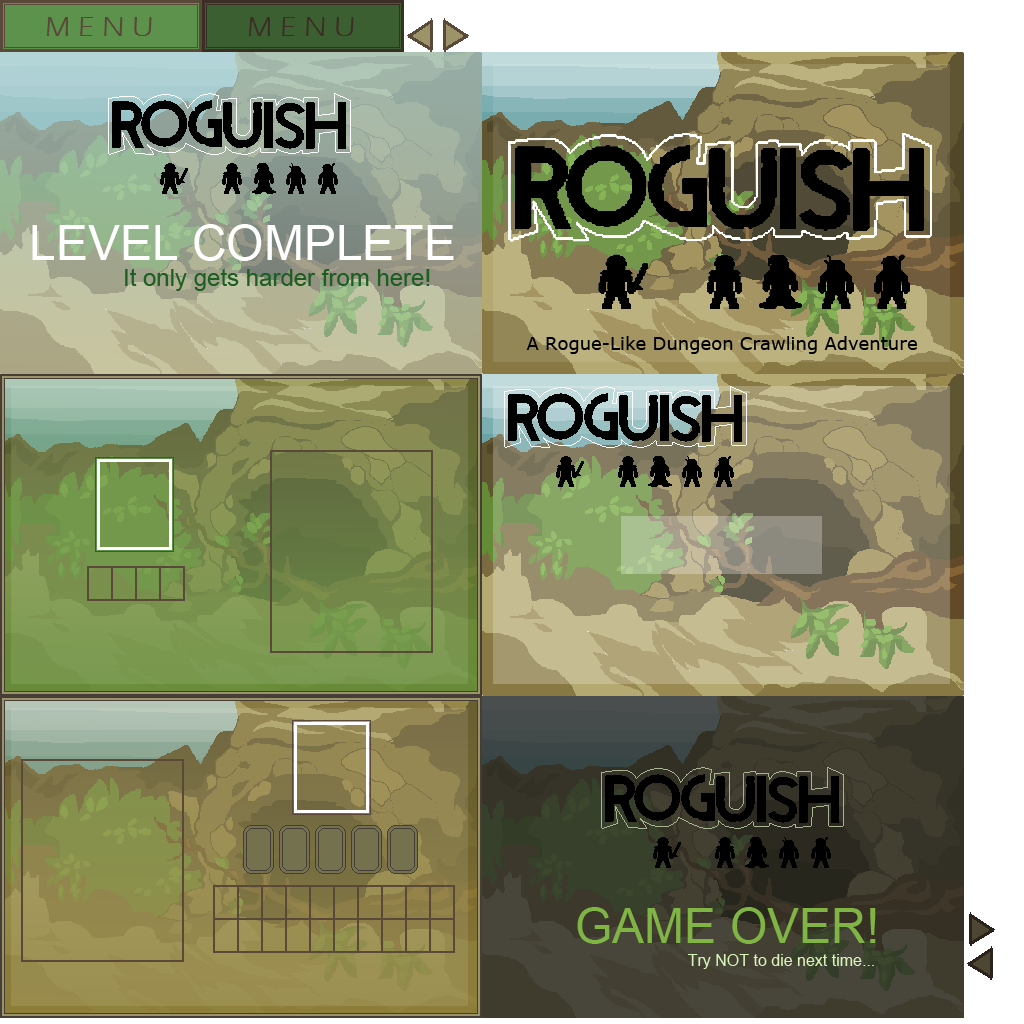 MENU MENU
ROGUISH
LEVEL COMPLETE
It only gets harder from here!
ROGUISH
A Rogue-Like Dungeon Crawling Adventure
ROGUISH
ROGUISH
GAME OVER!
Try NOT to die next time...